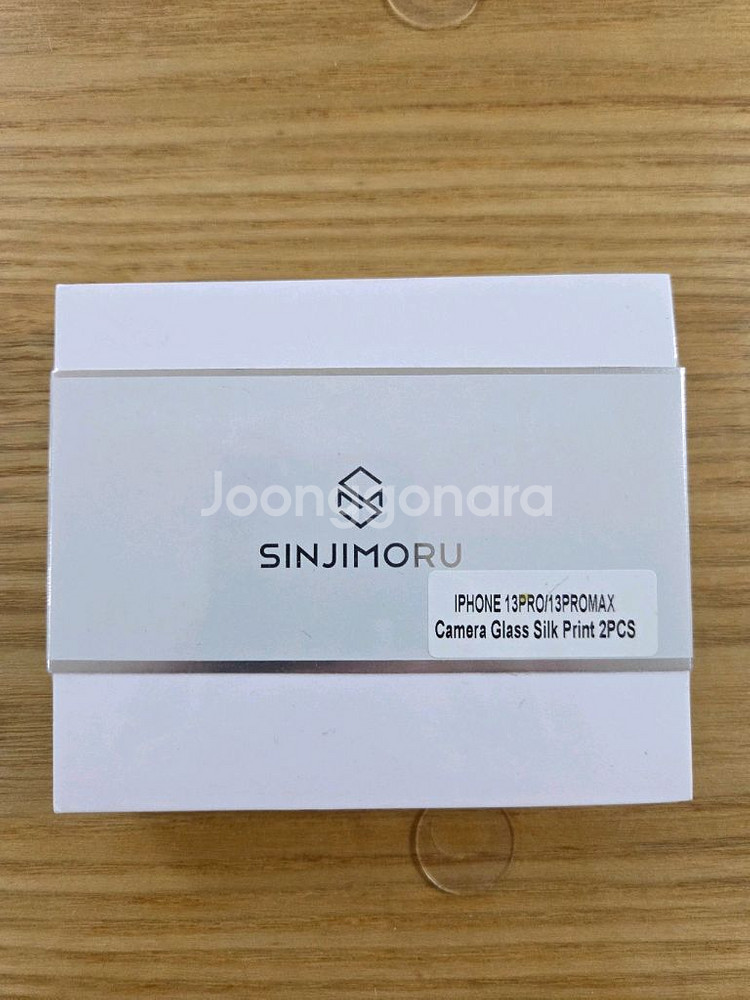 Joonggonara
SINJIMORU
IPHONE 13PRO/13PROMAX
Camera Glass Silk Print 2PCS